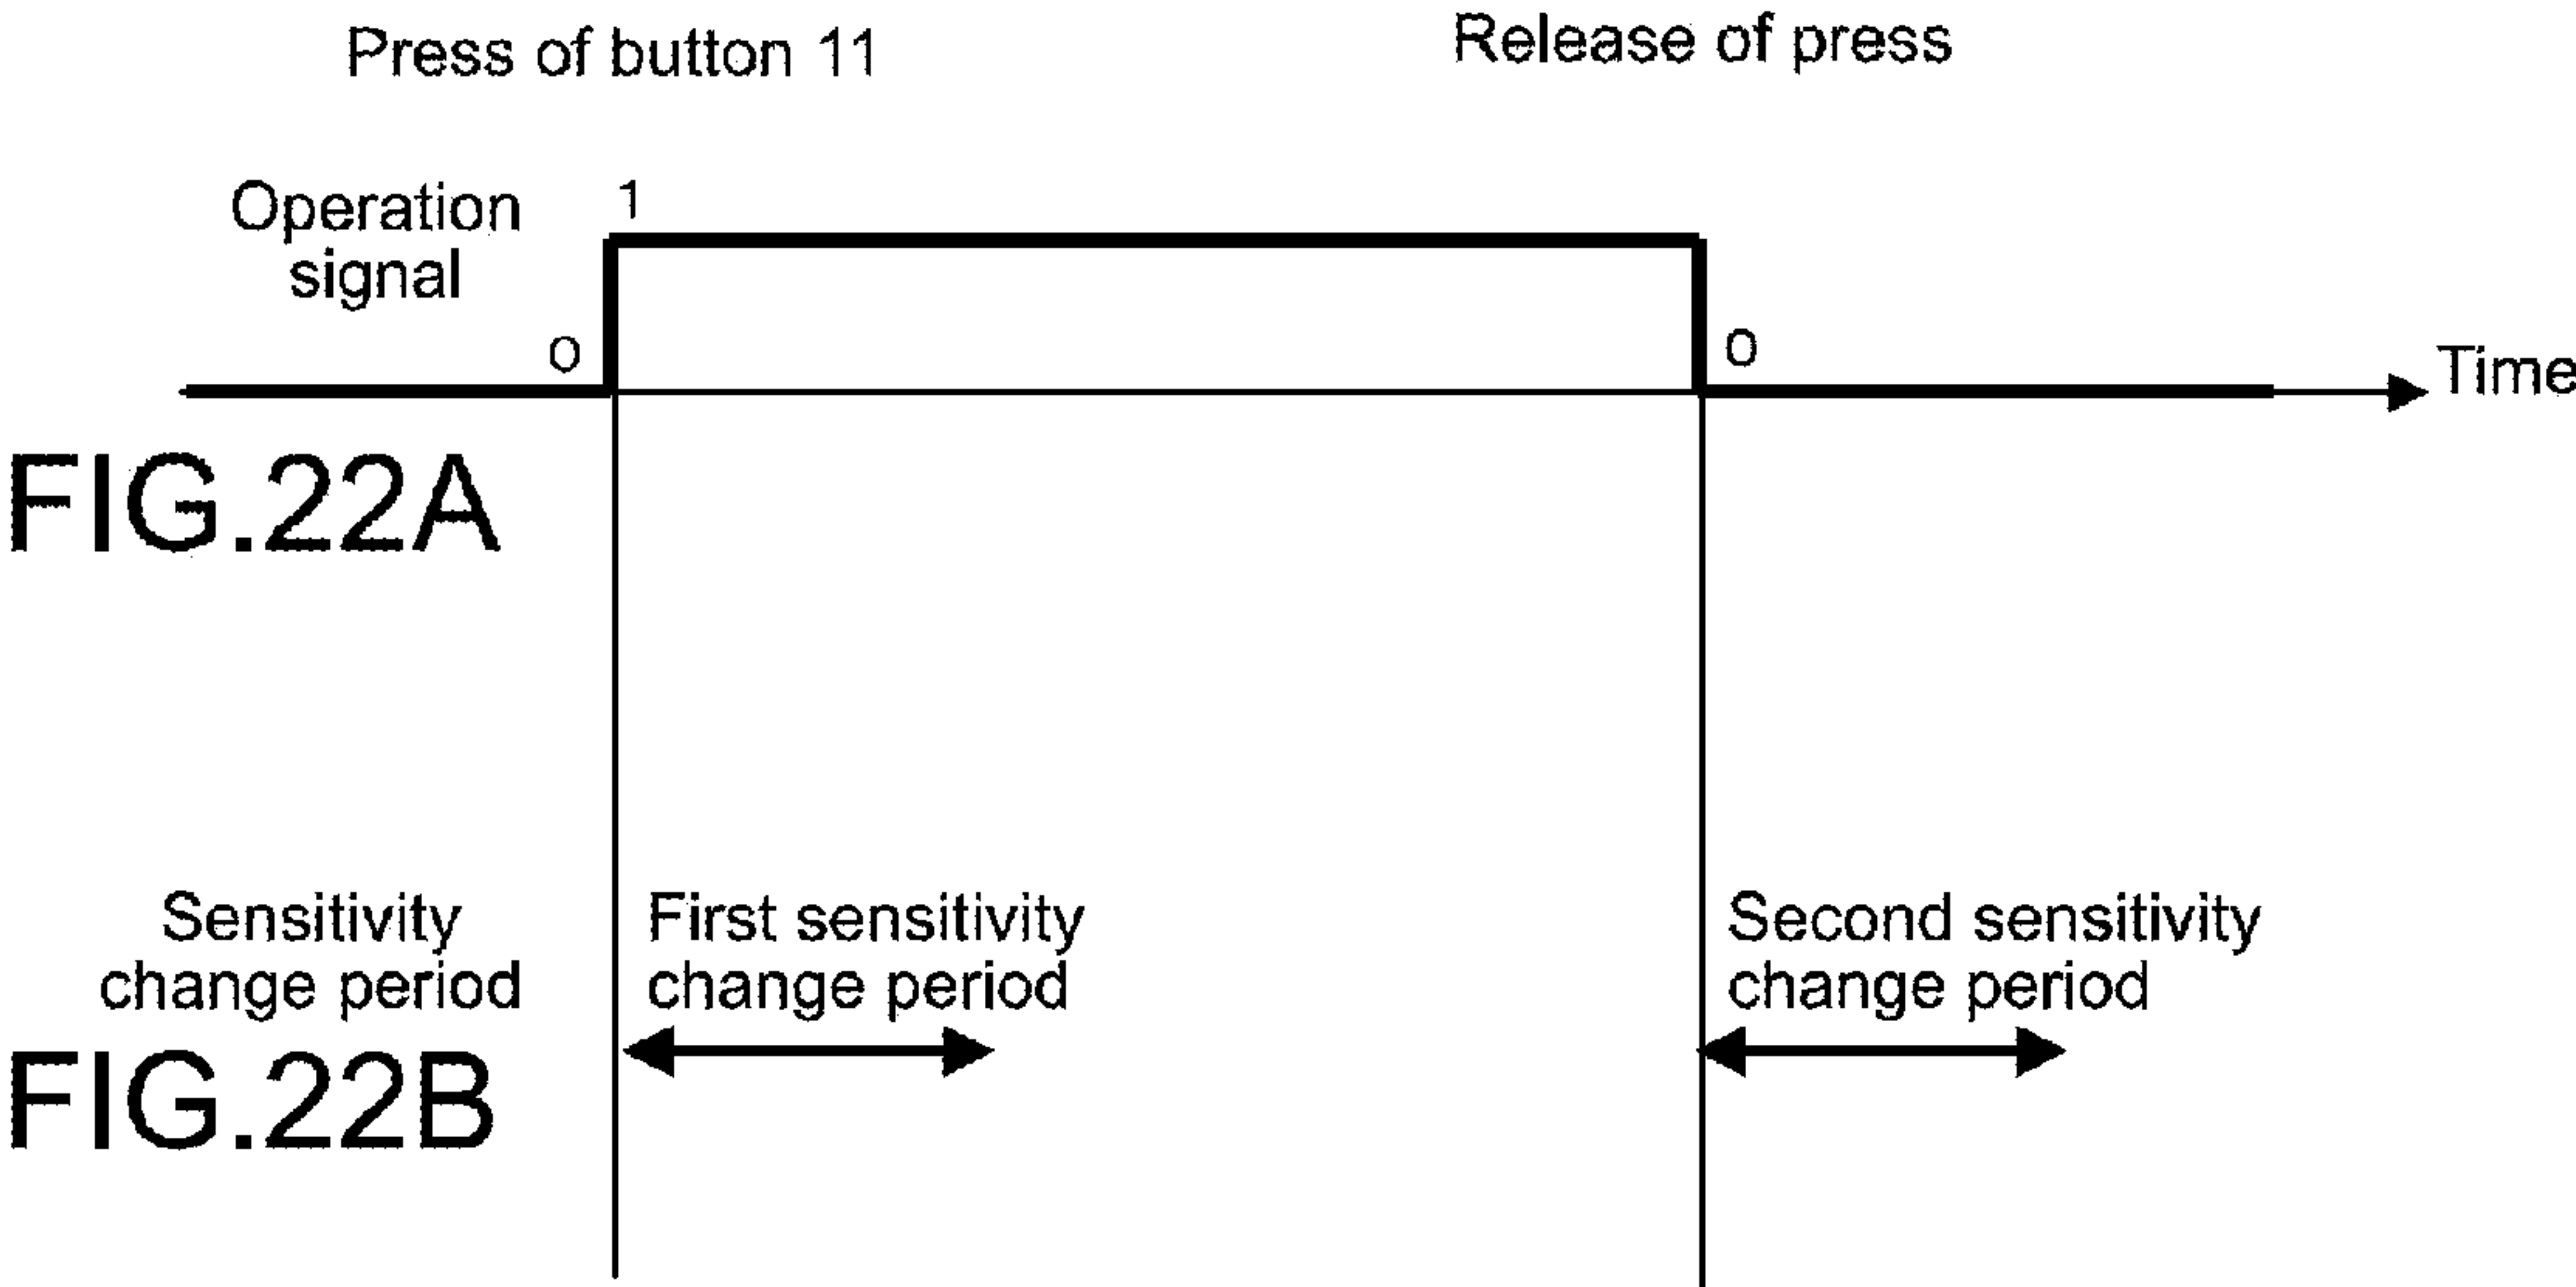 Press of button 11
Release of press
Operation
signal
1
0
0
Time
FIG.22A
Sensitivity
change period
First sensitivity
change period
Second sensitivity
change period
FIG.22B